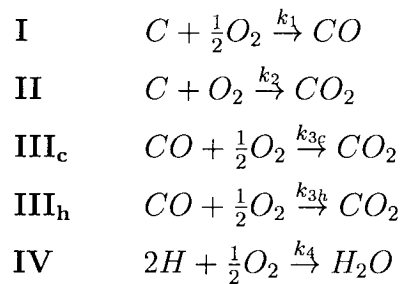 I C + ½O₂ →k₁ CO
II C + O₂ →k₂ CO₂
III_c CO + ½O₂ →k₃c CO₂
III_h CO + ½O₂ →k₃h CO₂
IV 2H + ½O₂ →k₄ H₂O